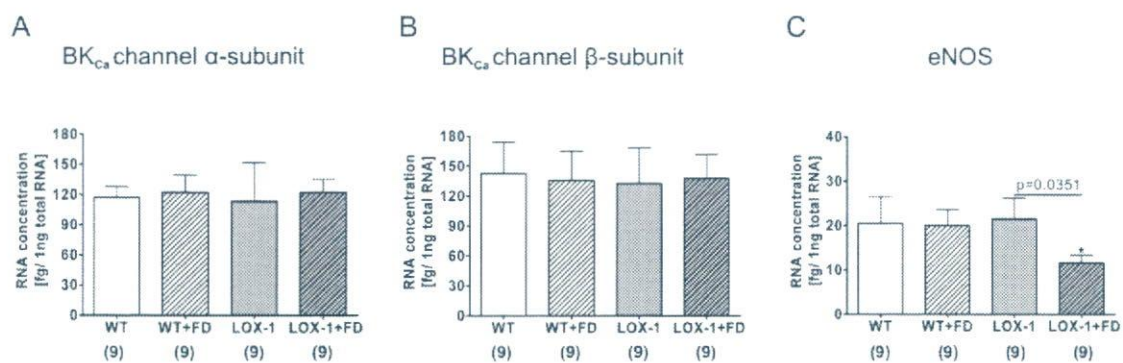 A
BKCa channel α-subunit
RNA concentration
[fg/ 1ng total RNA]
180
150
120
90
60
30
0
WT
WT+FD
LOX-1
LOX-1+FD
(9)
(9)
(9)
(9)
B
BKCa channel β-subunit
RNA concentration
[fg/ 1ng total RNA]
180
150
120
90
60
30
0
WT
WT+FD
LOX-1
LOX-1+FD
(9)
(9)
(9)
(9)
C
eNOS
RNA concentration
[fg/ 1ng total RNA]
40
30
20
10
0
p=0.0351
*
WT
WT+FD
LOX-1
LOX-1+FD
(9)
(9)
(9)
(9)